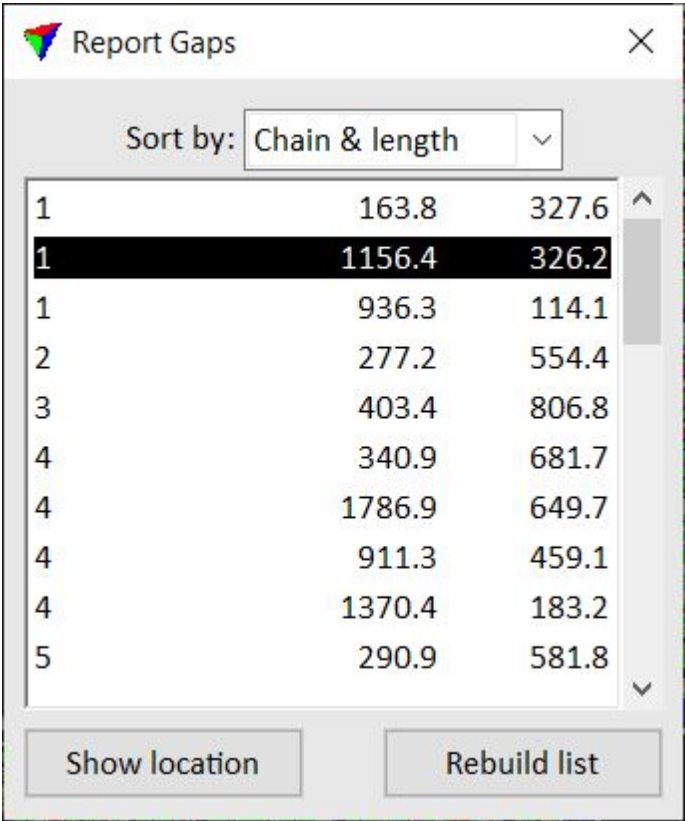 Report Gaps
Sort by: Chain & length
1 163.8 327.6
1 1156.4 326.2
1 936.3 114.1
2 277.2 554.4
3 403.4 806.8
4 340.9 681.7
4 1786.9 649.7
4 911.3 459.1
4 1370.4 183.2
5 290.9 581.8
Show location Rebuild list